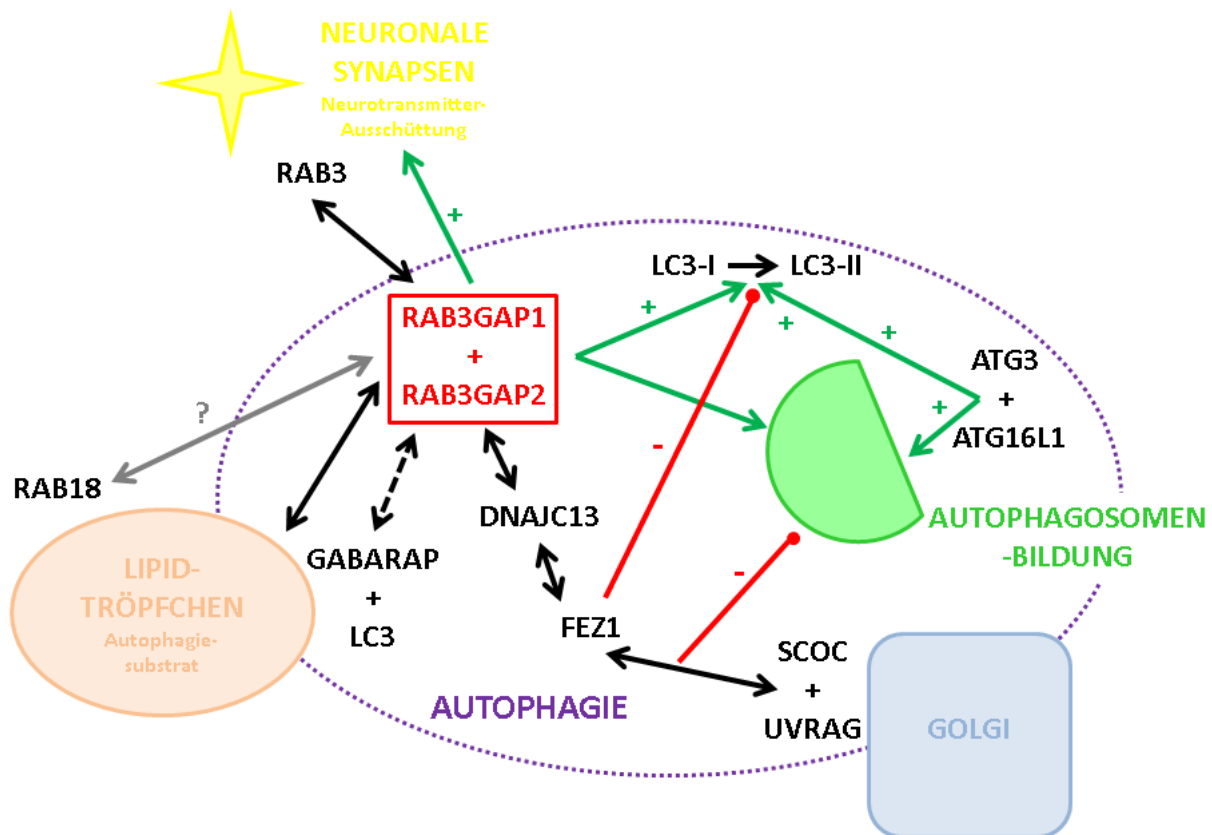 NEURONALE
SYNAPSEN
Neurotransmitter-
Ausschüttung
RAB3
+
LC3-I
LC3-II
+
+
+
RAB3GAP1
+
RAB3GAP2
ATG3
+
ATG16L1
+
?
-
RAB18
DNAJC13
AUTOPHAGOSOMEN
-BILDUNG
GABARAP
+
LC3
LIPID-
TRÖPFCHEN
Autophagie-
substrat
-
FEZ1
SCOC
+
UVRAG
AUTOPHAGIE
GOLGI